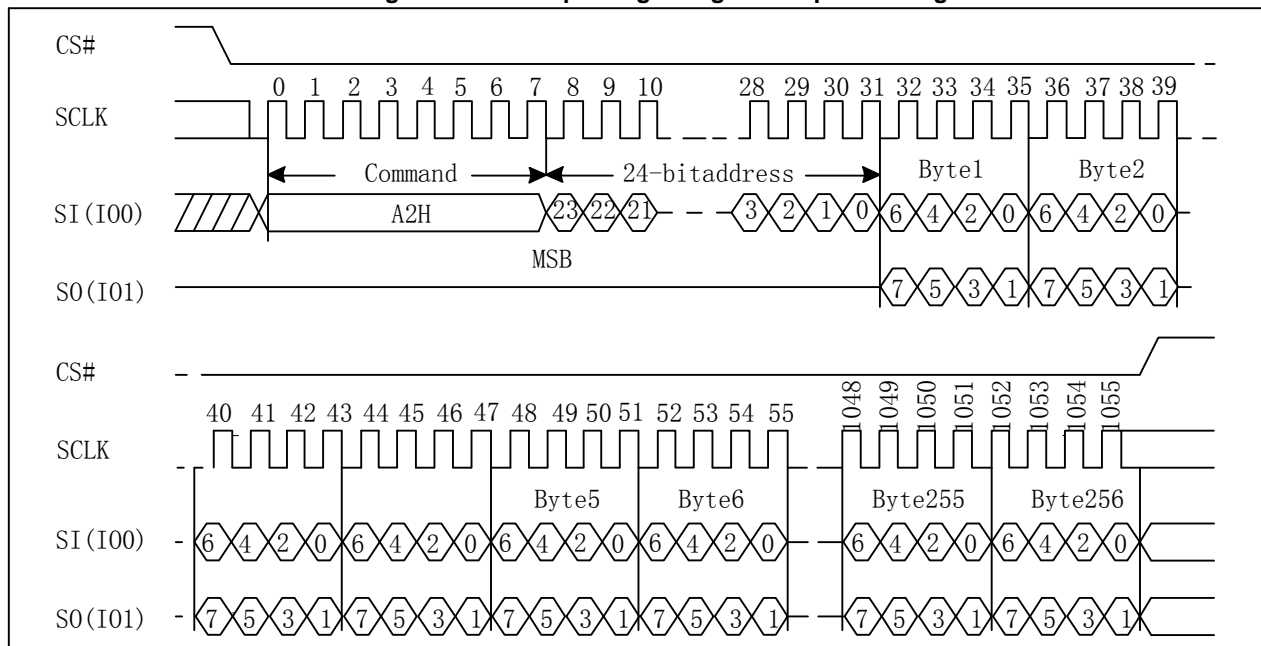 CS#
0 1 2 3 4 5 6 7 8 9 10 28 29 30 31 32 33 34 35 36 37 38 39
SCLK
Command 24-bitaddress Byte1 Byte2
SI(IO0) A2H 23 22 21 3 2 1 0 6 4 2 0 6 4 2 0
MSB
SO(IO1) 7 5 3 1 7 5 3 1
CS#
40 41 42 43 44 45 46 47 48 49 50 51 52 53 54 55 1048 1049 1050 1051 1052 1053 1054 1055
SCLK
Byte5 Byte6 Byte255 Byte256
SI(IO0) 6 4 2 0 6 4 2 0 6 4 2 0 6 4 2 0 6 4 2 0 6 4 2 0
SO(IO1) 7 5 3 1 7 5 3 1 7 5 3 1 7 5 3 1 7 5 3 1 7 5 3 1